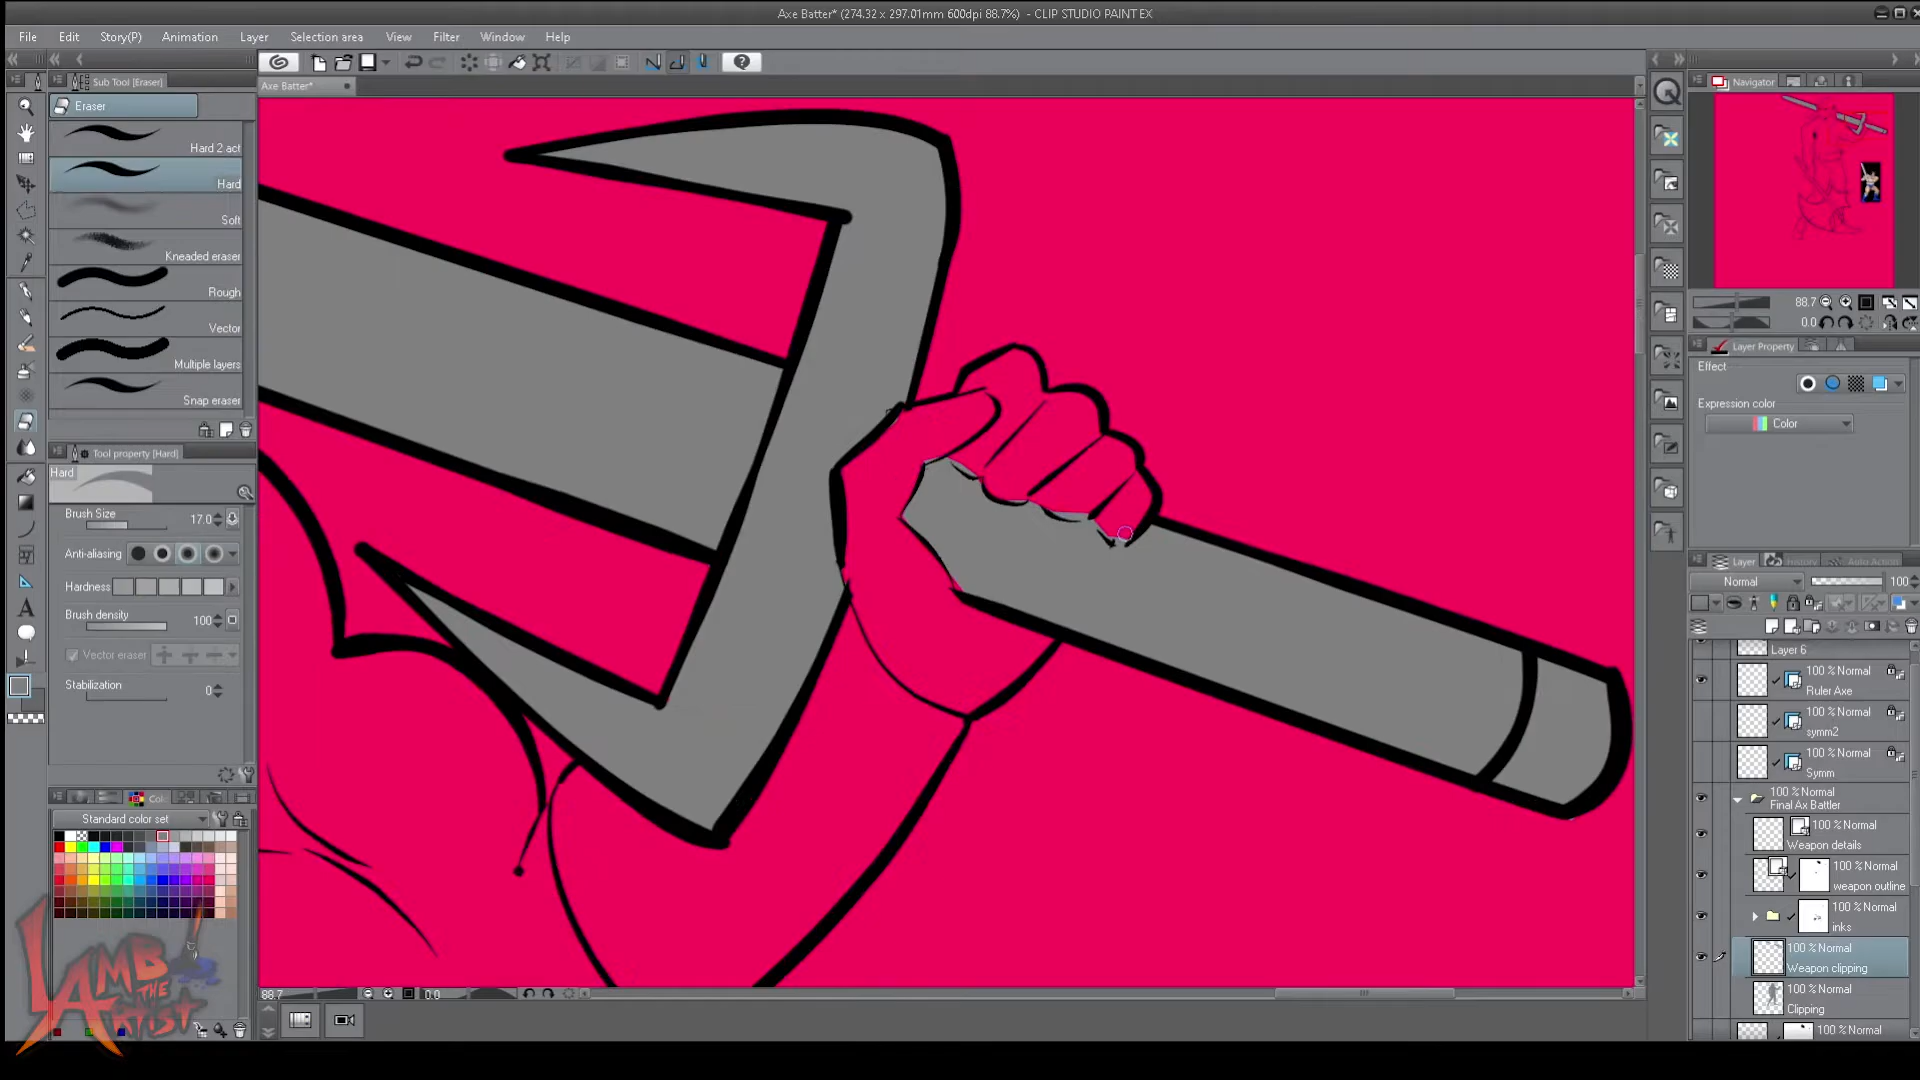 Axe Batter* (274.32 x 297.01mm 600dpi 88.7%) - CLIP STUDIO PAINT EX
File Edit Story(P) Animation Layer Selection area View Filter Window Help
Sub Tool [Eraser]
Axe Batter*
Navigator
Eraser
Hard 2 act
Hard
Soft
Kneaded eraser
Rough
Vector
Multiple layers
Snap eraser
88.7
0.0
Layer Property
Effect
Expression color
Color
Tool property [Hard]
Hard
Brush Size 17.0
Anti-aliasing
Hardness
Brush density 100
Vector eraser
Stabilization 0
Layer History Auto Action
Normal 100
Layer 6
100 % Normal
Ruler Axe
100 % Normal
symm2
100 % Normal
Symm
100 % Normal
Final Ax Battler
100 % Normal
Weapon details
100 % Normal
weapon outline
100 % Normal
inks
100 % Normal
Weapon clipping
100 % Normal
Clipping
100 % Normal
Standard color set
88.7 0.0
LAMB
THE
ARTIST